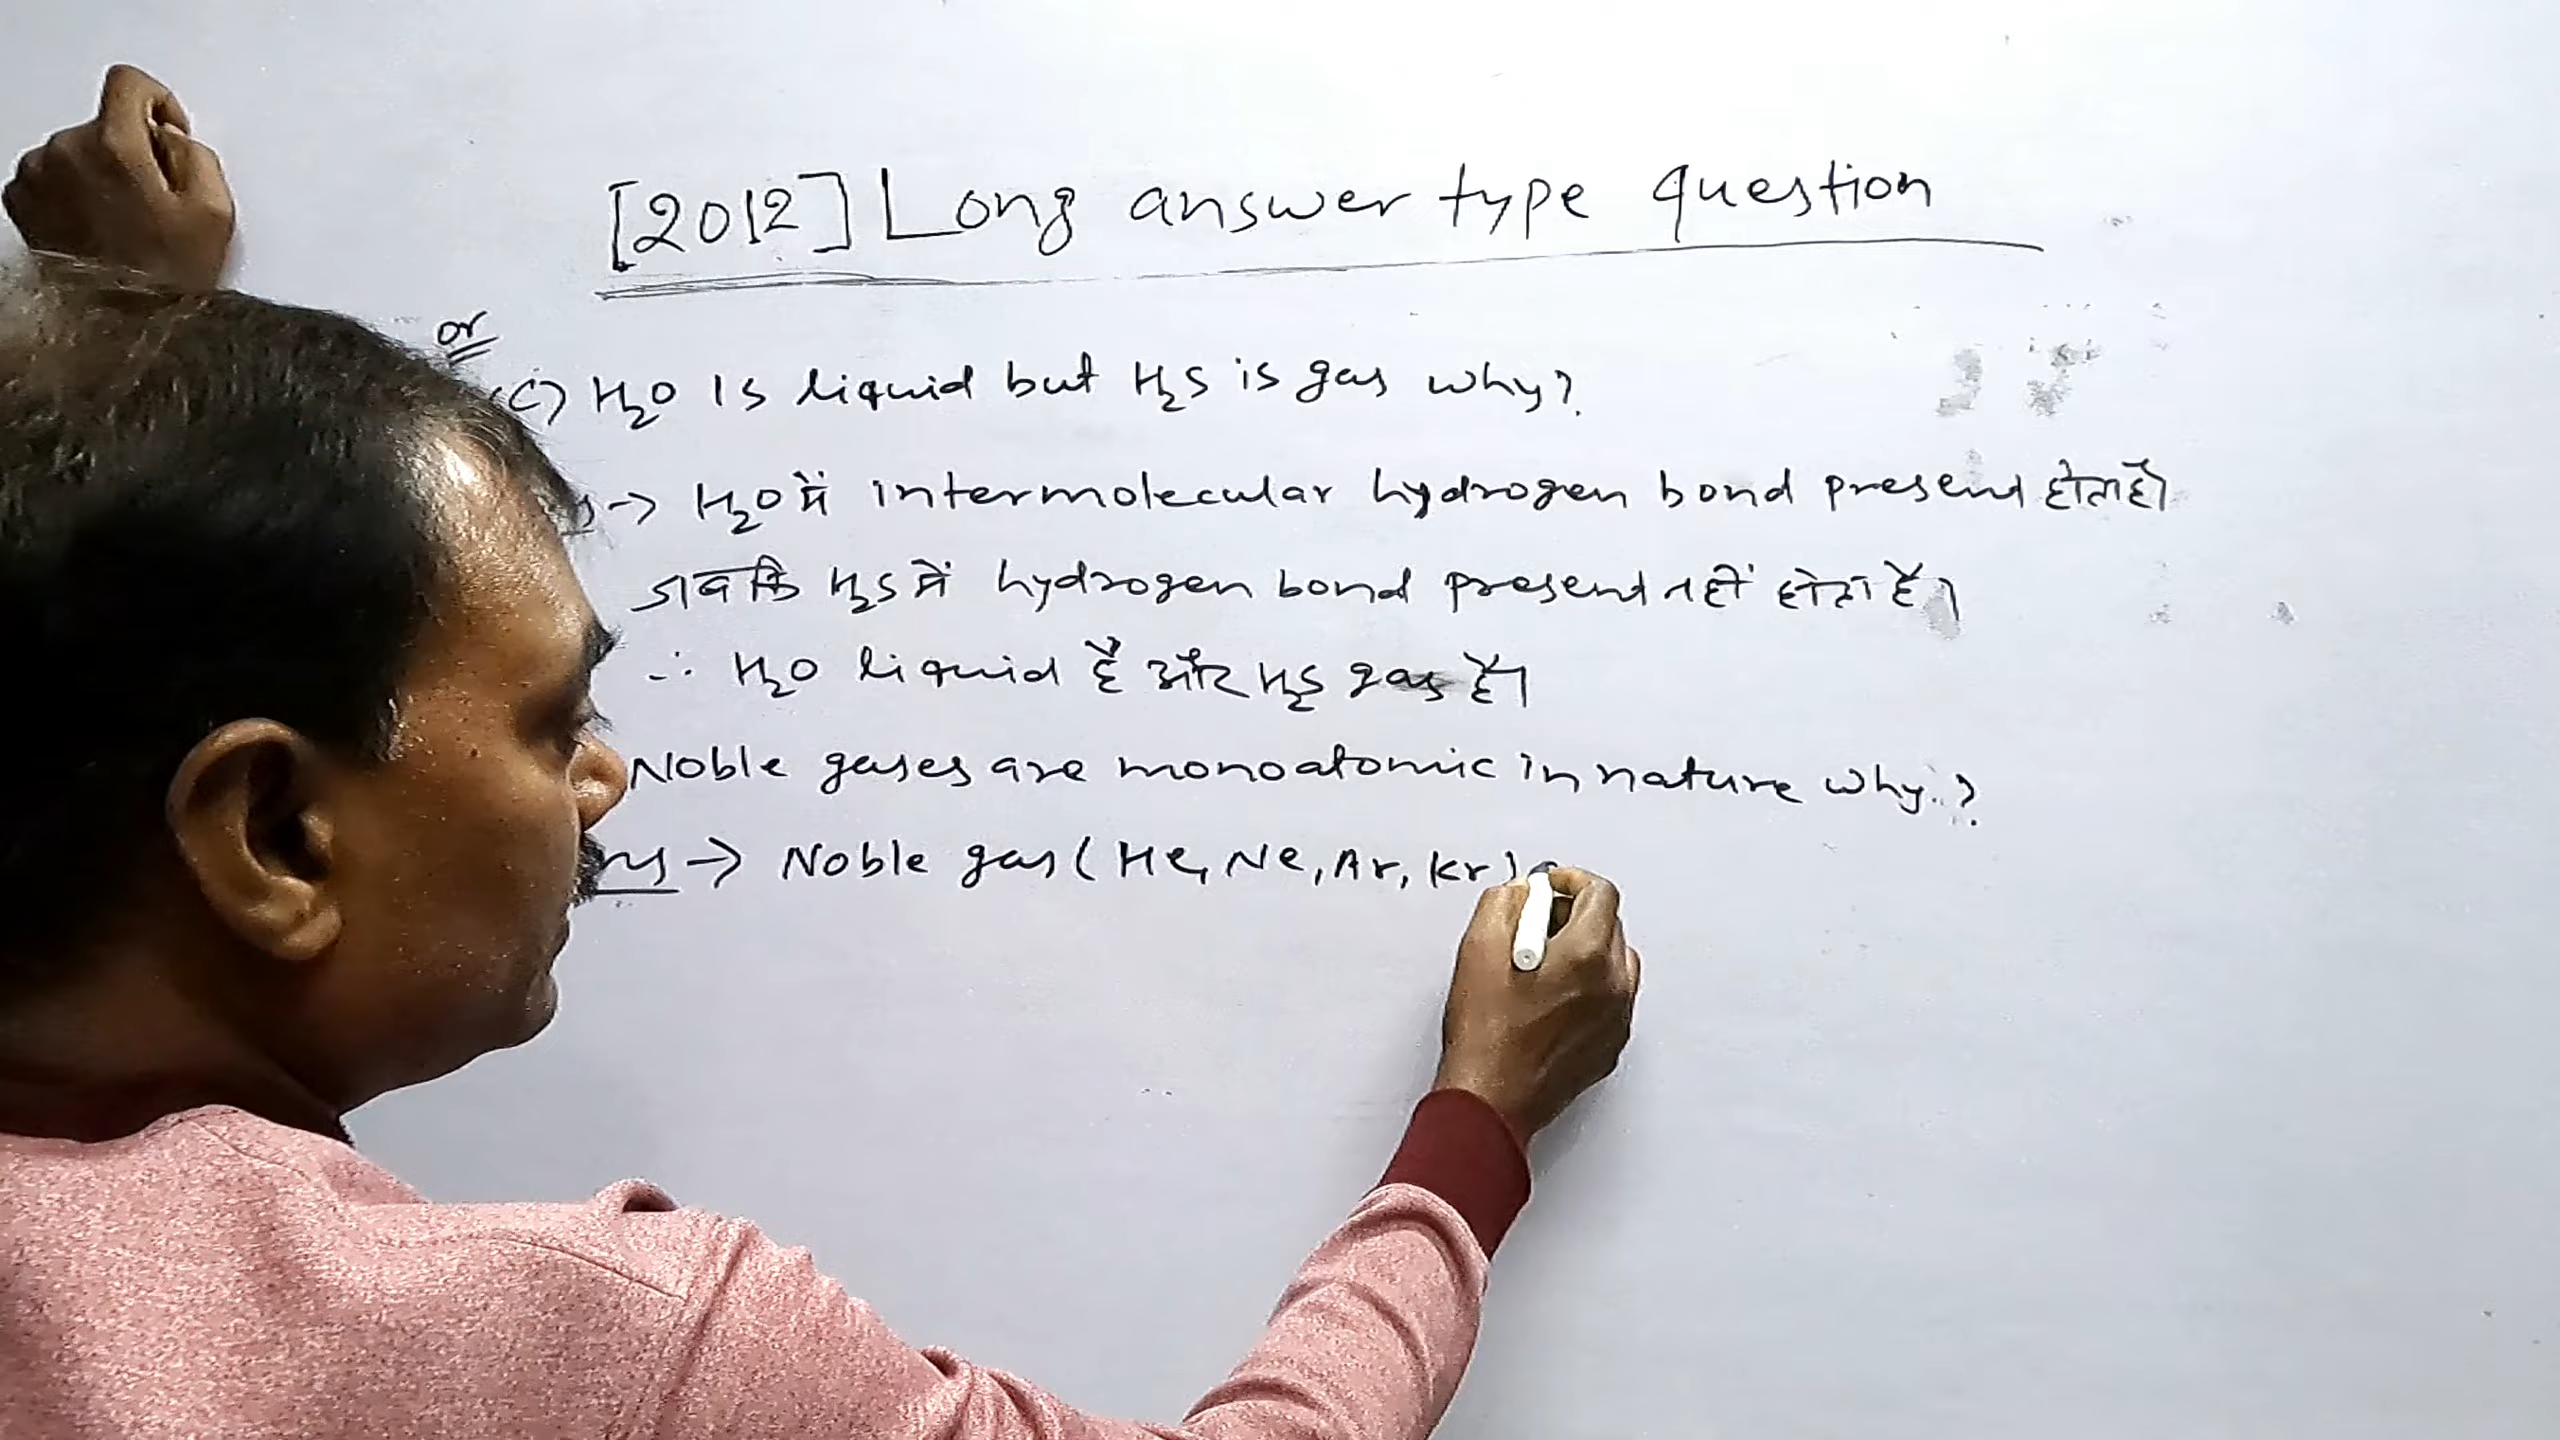 [2012] Long answer type question
or
(C) H₂O Is liquid but H₂S is gas why?
→ H₂O में intermolecular hydrogen bond present होता है।
जबकि H₂S में hydrogen bond present नहीं होता है।
∴ H₂O liquid है और H₂S gas है।
Noble gases are monoatomic in nature why.?
→ Noble gas (He, Ne, Ar, Kr)